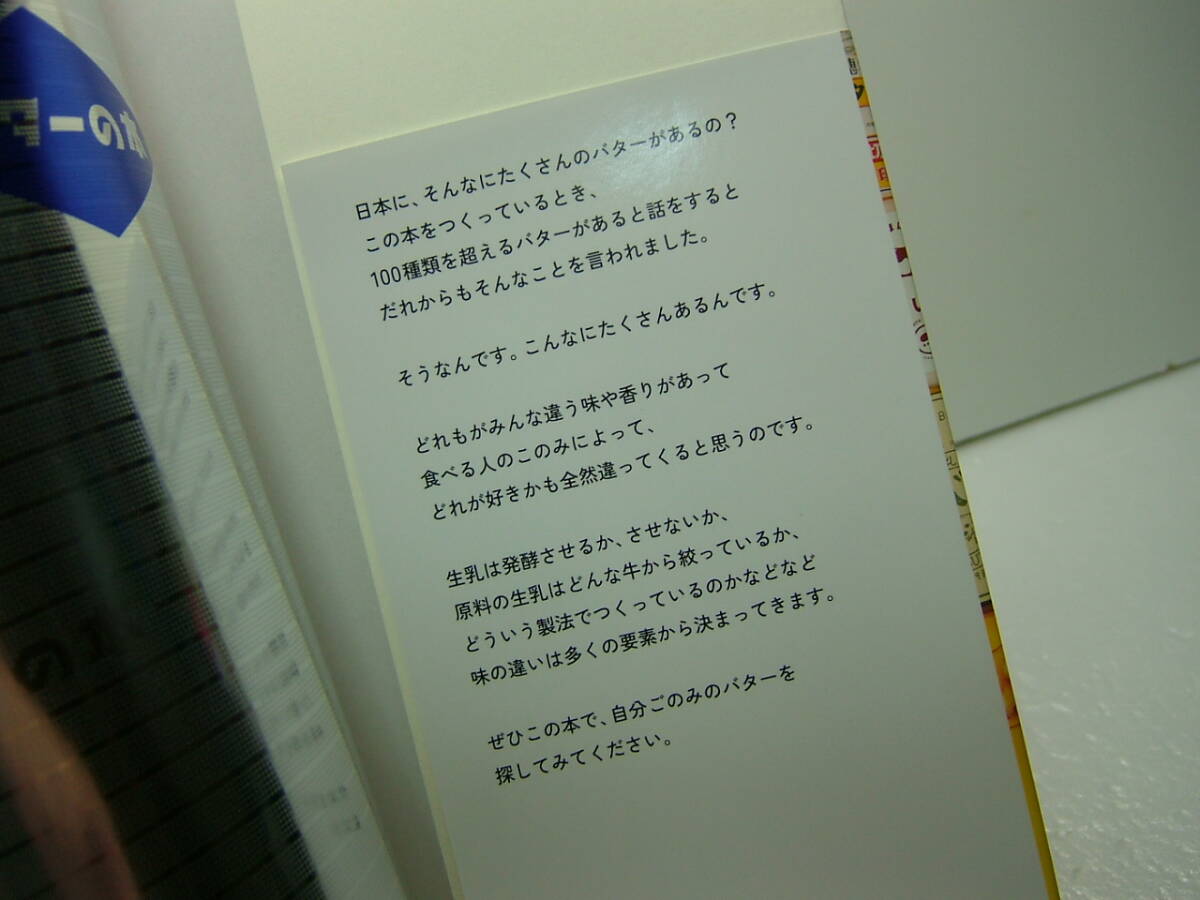 ターの本
日本に、そんなにたくさんのバターがあるの？
この本をつくっているとき、
100種類を超えるバターがあると話をすると
だれからもそんなことを言われました。
そうなんです。こんなにたくさんあるんです。
どれもがみんな違う味や香りがあって
食べる人のこのみによって、
どれが好きかも全然違ってくると思うのです。
生乳は発酵させるか、させないか、
原料の生乳はどんな牛から絞っているか、
どういう製法でつくっているのかなどなど
味の違いは多くの要素から決まってきます。
ぜひこの本で、自分ごのみのバターを
探してみてください。